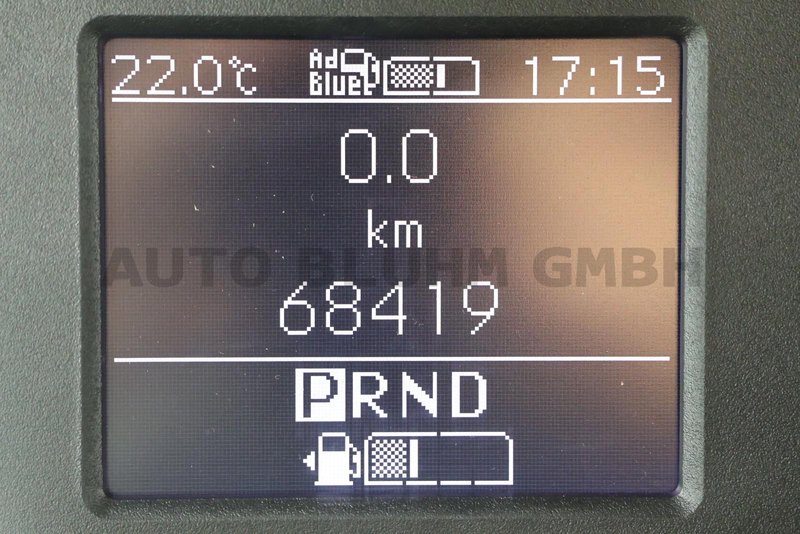 22.0°C Ad Blue 17:15
0.0
km
AUTO BLUHM GMBH
68419
PRND